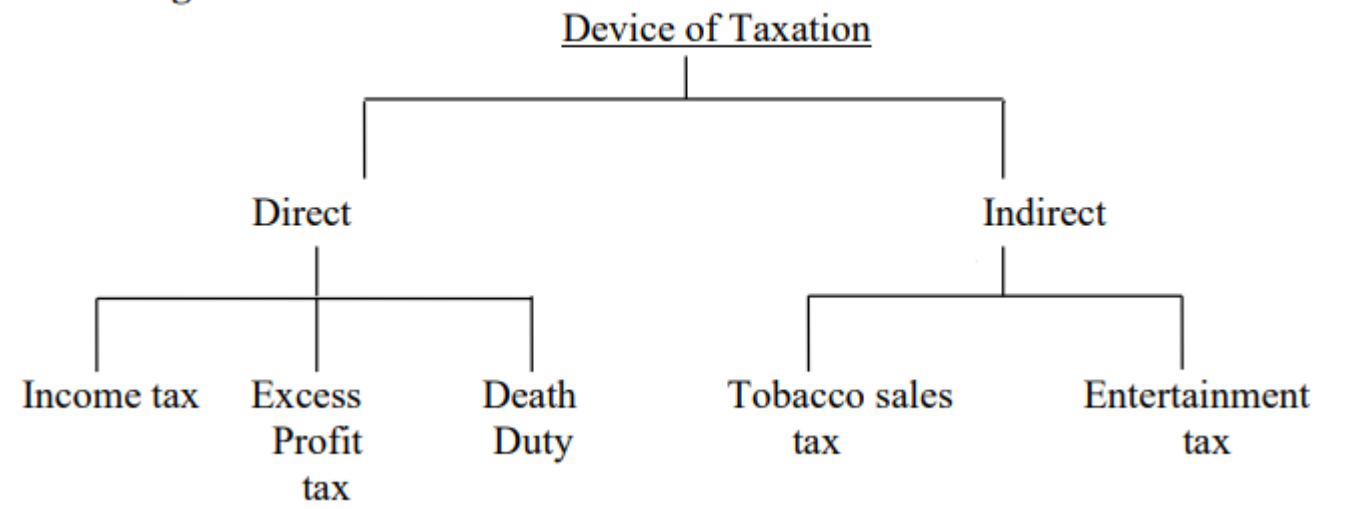 Device of Taxation
Direct
Indirect
Income tax
Excess
Profit
tax
Death
Duty
Tobacco sales
tax
Entertainment
tax